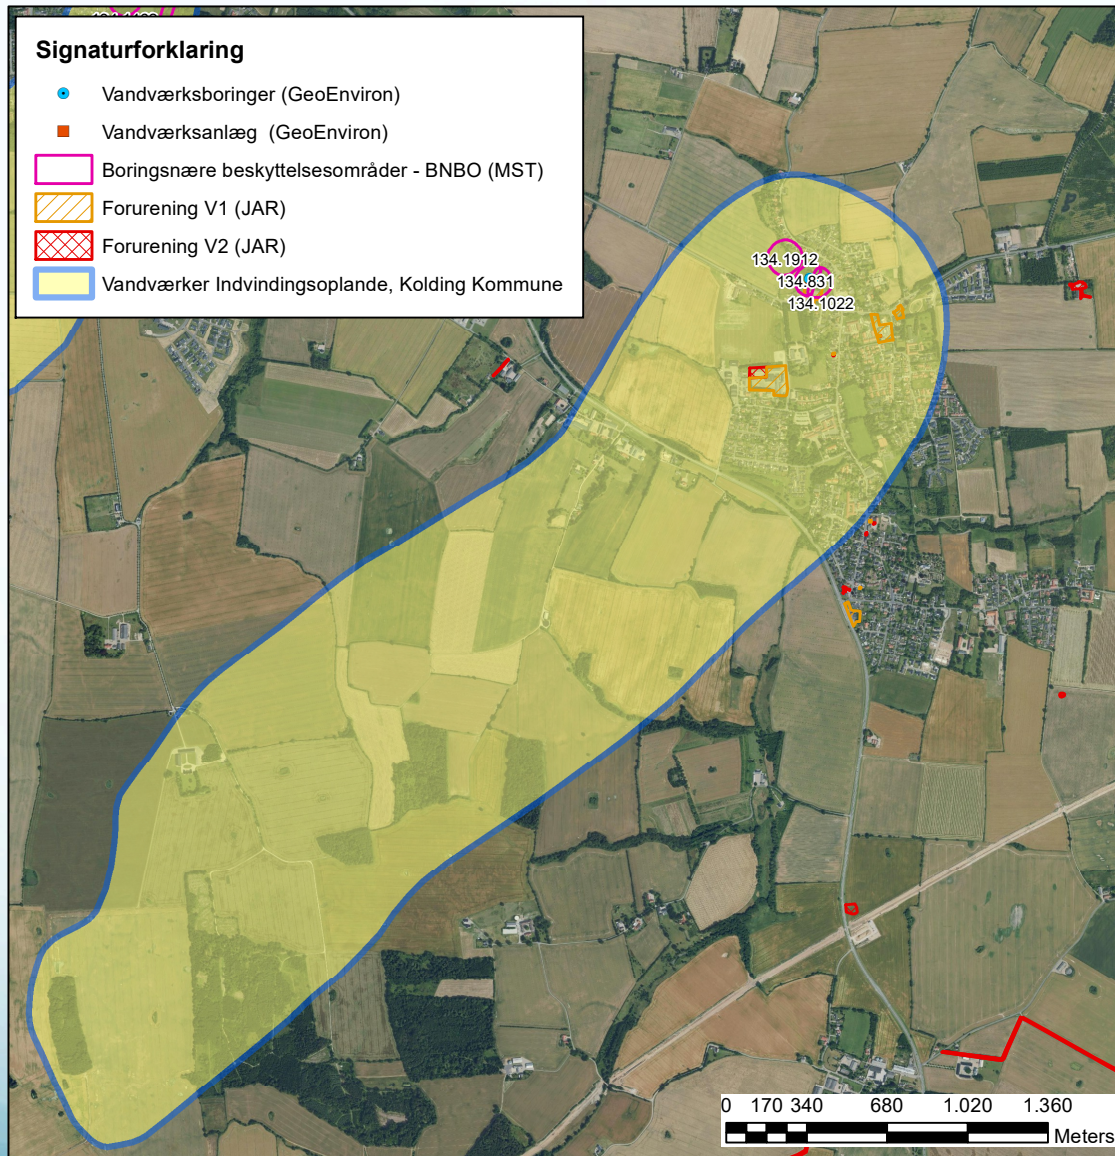 Signaturforklaring
Vandværksboringer (GeoEnviron)
Vandværksanlæg (GeoEnviron)
Boringsnære beskyttelsesområder - BNBO (MST)
Forurening V1 (JAR)
Forurening V2 (JAR)
Vandværker Indvindingsoplande, Kolding Kommune
134.1912
134.831
134.1022
0 170 340 680 1.020 1.360
Meters